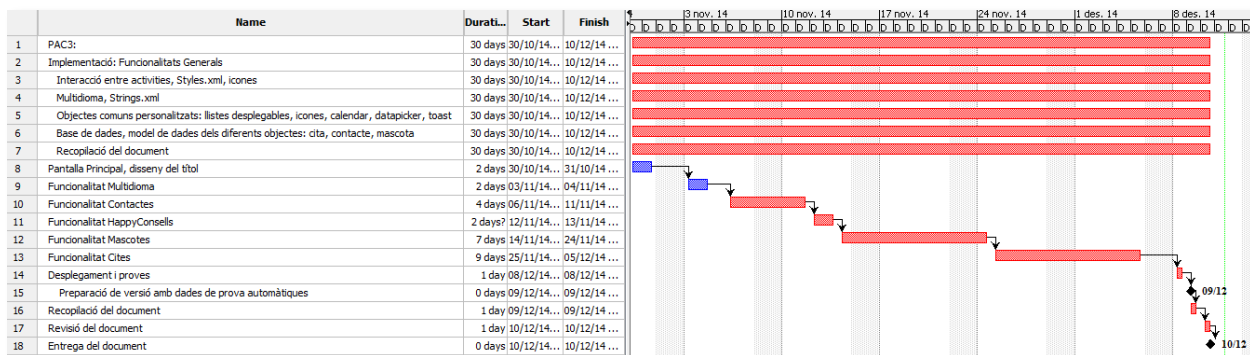 Name Durati... Start Finish 3 nov. 14 10 nov. 14 17 nov. 14 24 nov. 14 1 des. 14 8 des. 14
D D D D D D D D D D D D D D D D D D D D D D D D D D D D D D D D D D D D D D D D D D D D
1 PAC3: 30 days 30/10/14... 10/12/14 ...
2 Implementació: Funcionalitats Generals 30 days 30/10/14... 10/12/14 ...
3 Interacció entre activities, Styles.xml, icones 30 days 30/10/14... 10/12/14 ...
4 Multidioma, Strings.xml 30 days 30/10/14... 10/12/14 ...
5 Objectes comuns personalitzats: llistes desplegables, icones, calendar, datapicker, toast 30 days 30/10/14... 10/12/14 ...
6 Base de dades, model de dades dels diferents objectes: cita, contacte, mascota 30 days 30/10/14... 10/12/14 ...
7 Recopilació del document 30 days 30/10/14... 10/12/14 ...
8 Pantalla Principal, disseny del títol 2 days 30/10/14... 31/10/14 ...
9 Funcionalitat Multidioma 2 days 03/11/14... 04/11/14 ...
10 Funcionalitat Contactes 4 days 06/11/14... 11/11/14 ...
11 Funcionalitat HappyConsells 2 days? 12/11/14... 13/11/14 ...
12 Funcionalitat Mascotes 7 days 14/11/14... 24/11/14 ...
13 Funcionalitat Cites 9 days 25/11/14... 05/12/14 ...
14 Desplegament i proves 1 day 08/12/14... 08/12/14 ...
15 Preparació de versió amb dades de prova automàtiques 0 days 09/12/14... 09/12/14 ... 09/12
16 Recopilació del document 1 day 09/12/14... 09/12/14 ...
17 Revisió del document 1 day 10/12/14... 10/12/14 ...
18 Entrega del document 0 days 10/12/14... 10/12/14 ... 10/12